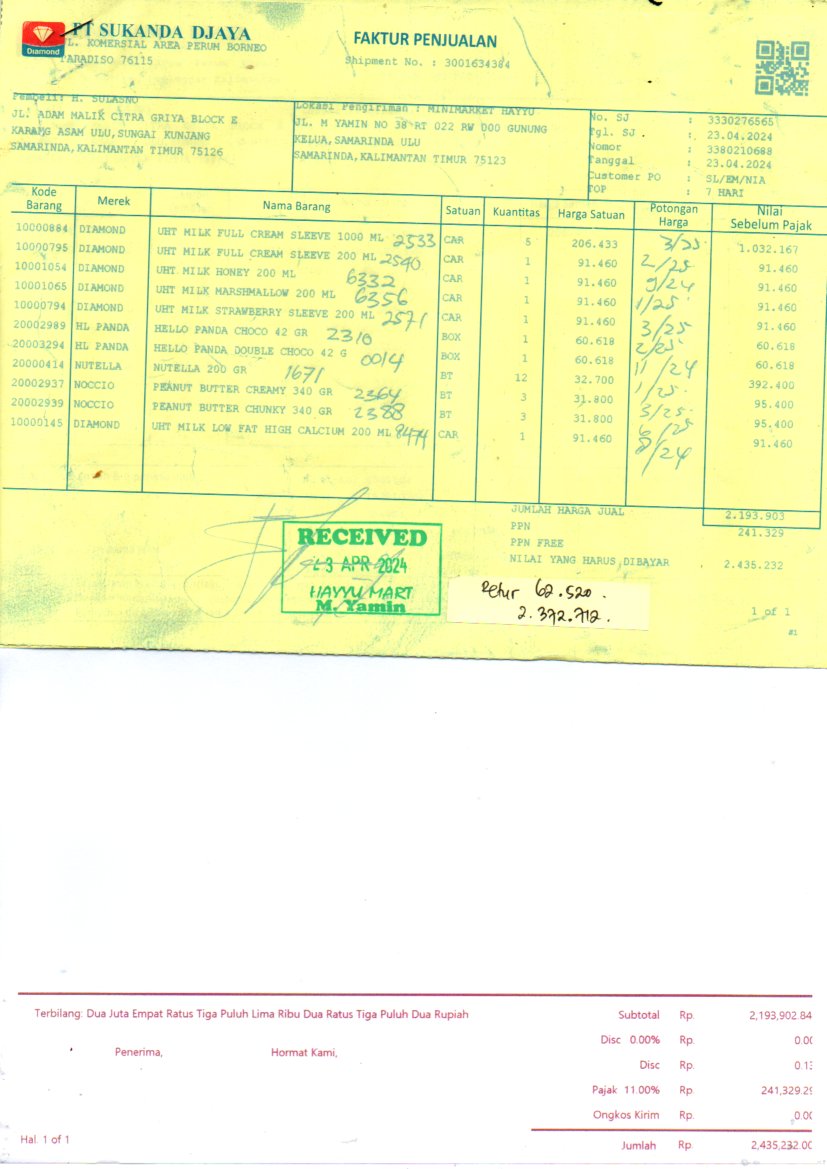 Diamond
PT SUKANDA DJAYA
JL. KOMERSIAL AREA PERUM BORNEO
PARADISO 76115
FAKTUR PENJUALAN
Shipment No. : 3001634384
Pembeli: H. SULASNO
JL. ADAM MALIK CITRA GRIYA BLOCK E
KARANG ASAM ULU,SUNGAI KUNJANG
SAMARINDA,KALIMANTAN TIMUR 75126
Lokasi Pengiriman : MINIMARKET HAYYU
JL. M YAMIN NO 38 RT 022 RW 000 GUNUNG
KELUA,SAMARINDA ULU
SAMARINDA,KALIMANTAN TIMUR 75123
No. SJ : 3330276565
Tgl. SJ : 23.04.2024
Nomor : 3380210688
Tanggal : 23.04.2024
Customer PO : SL/EM/NIA
TOP : 7 HARI
Kode Barang Merek Nama Barang Satuan Kuantitas Harga Satuan Potongan Harga Nilai Sebelum Pajak
10000884 DIAMOND UHT MILK FULL CREAM SLEEVE 1000 ML 2533 CAR 5 206.433 3/25 1.032.167
10000795 DIAMOND UHT MILK FULL CREAM SLEEVE 200 ML 2540 CAR 1 91.460 2/25 91.460
10001054 DIAMOND UHT MILK HONEY 200 ML 6332 CAR 1 91.460 9/24 91.460
10001065 DIAMOND UHT MILK MARSHMALLOW 200 ML 6356 CAR 1 91.460 1/25 91.460
10000794 DIAMOND UHT MILK STRAWBERRY SLEEVE 200 ML 2571 CAR 1 91.460 3/25 91.460
20002989 HL PANDA HELLO PANDA CHOCO 42 GR 2310 BOX 1 60.618 2/25 60.618
20003294 HL PANDA HELLO PANDA DOUBLE CHOCO 42 G 0014 BOX 1 60.618 11/24 60.618
20000414 NUTELLA NUTELLA 200 GR 1671 BT 12 32.700 1/25 392.400
20002937 NOCCIO PEANUT BUTTER CREAMY 340 GR 2364 BT 3 31.800 3/25 95.400
20002939 NOCCIO PEANUT BUTTER CHUNKY 340 GR 2388 BT 3 31.800 6/25 95.400
10000145 DIAMOND UHT MILK LOW FAT HIGH CALCIUM 200 ML 8474 CAR 1 91.460 8/24 91.460
JUMLAH HARGA JUAL 2.193.903
PPN 241.329
PPN FREE
NILAI YANG HARUS DIBAYAR 2.435.232
RECEIVED
23 APR 2024
HAYYU MART
M. Yamin
Retur 62.520.
2.372.712.
1 of 1
#1
Terbilang: Dua Juta Empat Ratus Tiga Puluh Lima Ribu Dua Ratus Tiga Puluh Dua Rupiah
Subtotal Rp. 2,193,902.84
Disc 0.00% Rp. 0.00
Penerima, Hormat Kami,
Disc Rp. 0.13
Pajak 11.00% Rp. 241,329.29
Ongkos Kirim Rp. 0.00
Hal. 1 of 1
Jumlah Rp. 2,435,232.00